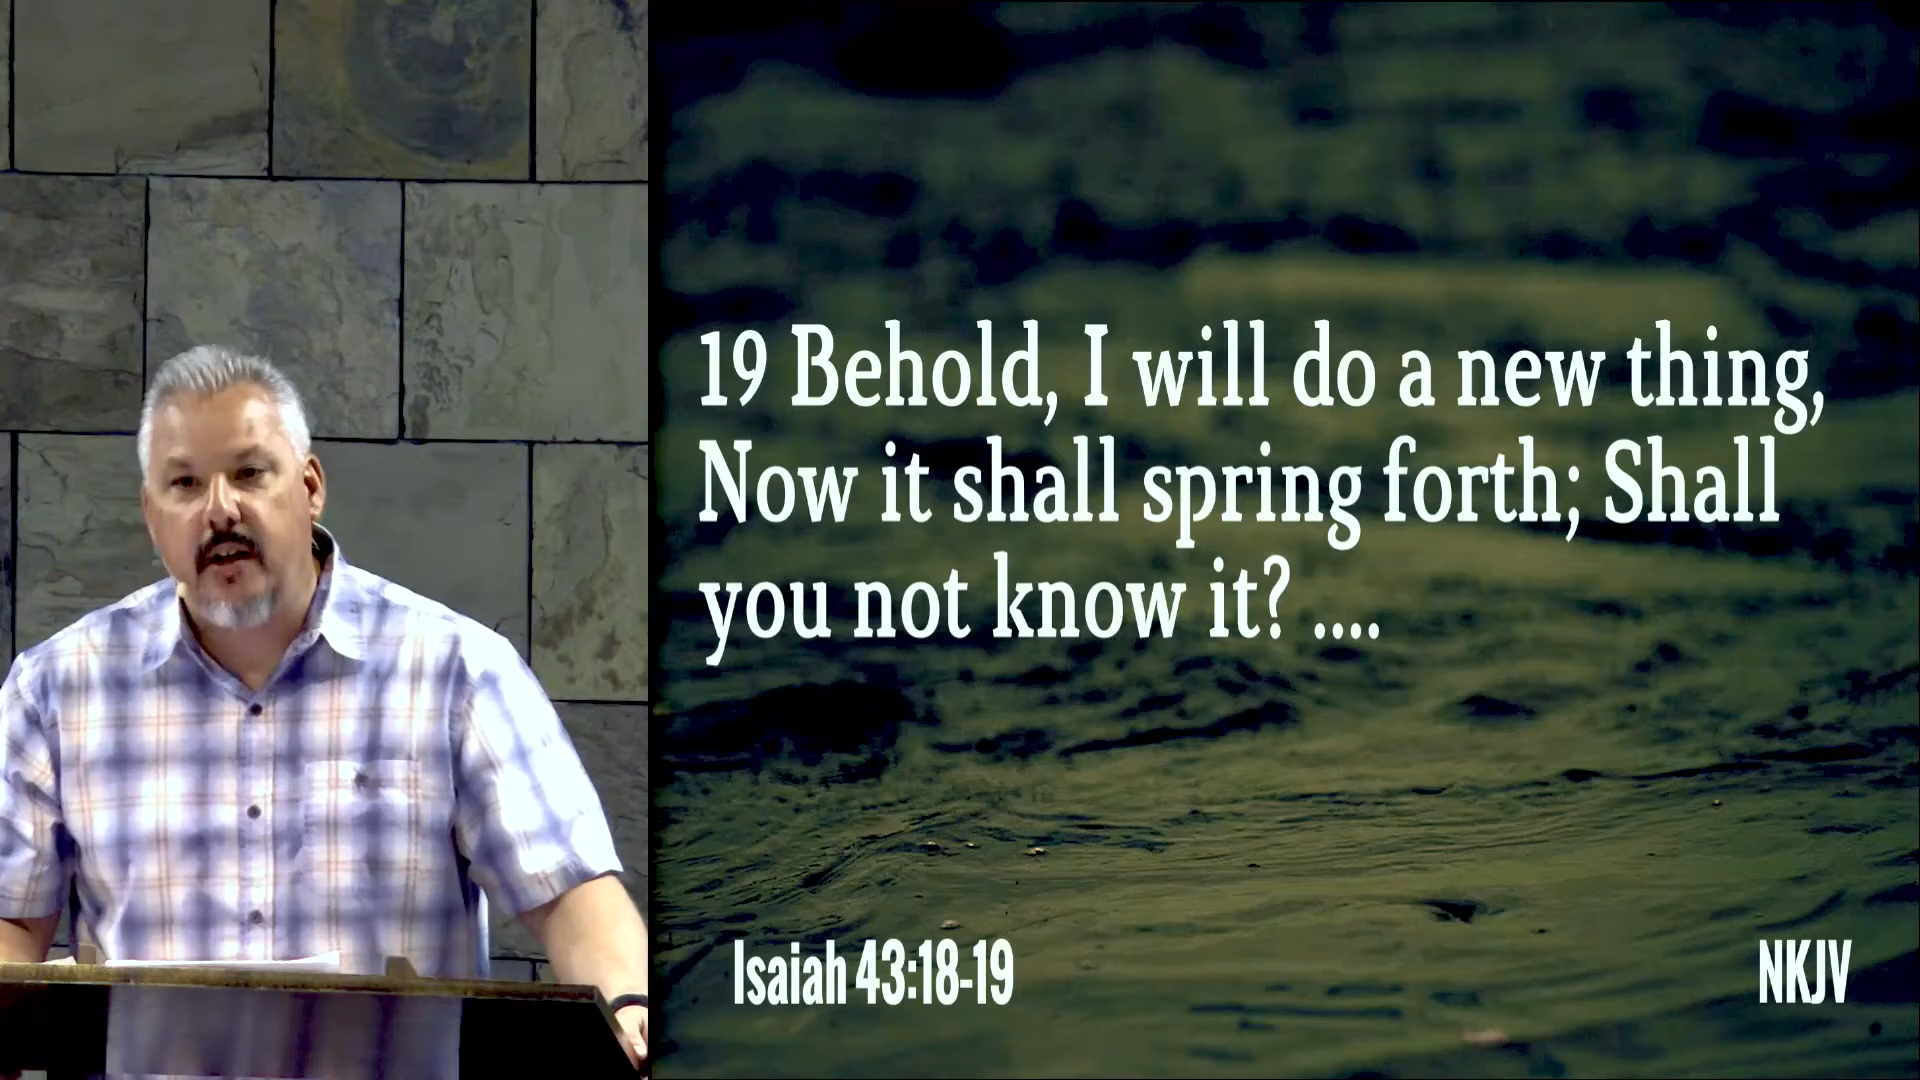 19 Behold, I will do a new thing,
Now it shall spring forth; Shall
you not know it? ....
Isaiah 43:18-19
NKJV